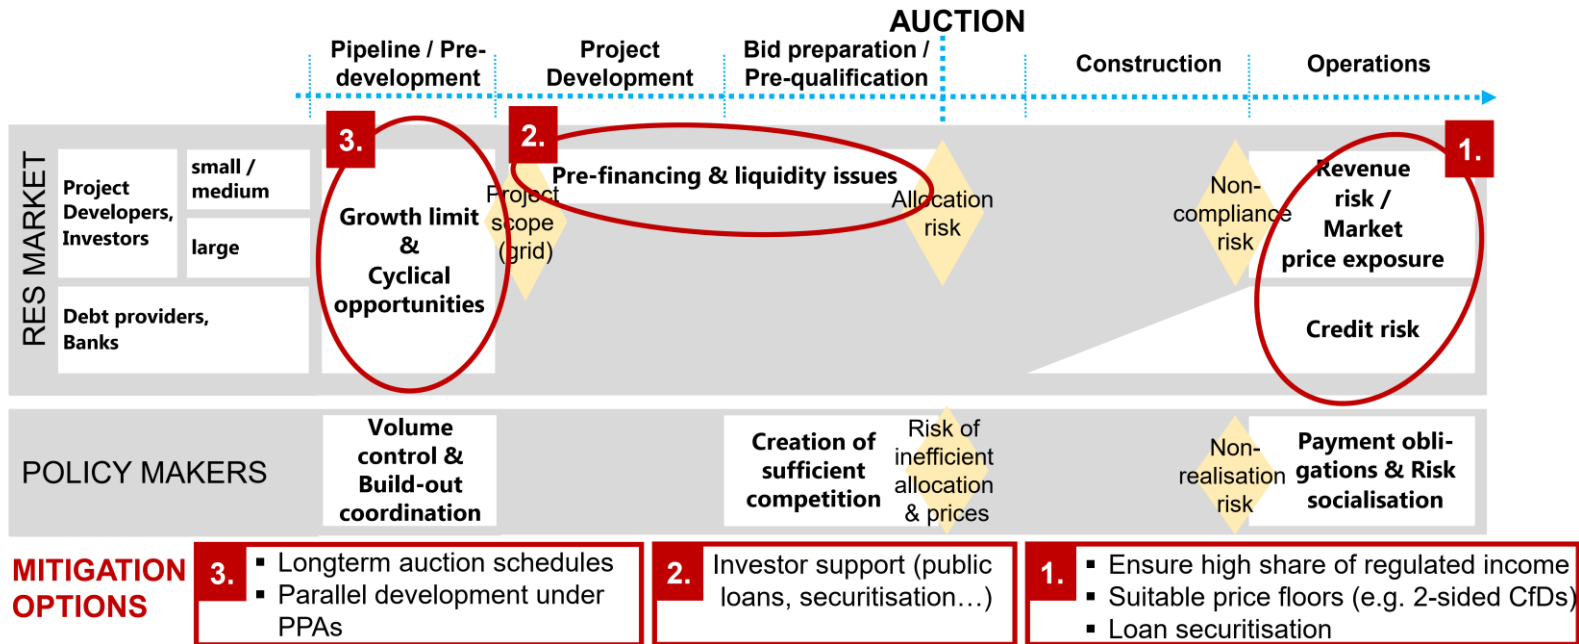 AUCTION
Pipeline / Pre-
development
Project
Development
Bid preparation /
Pre-qualification
Construction
Operations
RES MARKET
Project
Developers,
Investors
small /
medium
large
Debt providers,
Banks
3.
Growth limit
&
Cyclical
opportunities
2.
Pre-financing & liquidity issues
Project
scope
(grid)
Allocation
risk
Non-
compliance
risk
1.
Revenue
risk /
Market
price exposure
Credit risk
POLICY MAKERS
Volume
control &
Build-out
coordination
Creation of
sufficient
competition
Risk of
inefficient
allocation
& prices
Non-
realisation
risk
Payment obli-
gations & Risk
socialisation
MITIGATION
OPTIONS
3.
▪ Longterm auction schedules
▪ Parallel development under
PPAs
2.
Investor support (public
loans, securitisation…)
1.
▪ Ensure high share of regulated income
▪ Suitable price floors (e.g. 2-sided CfDs)
▪ Loan securitisation